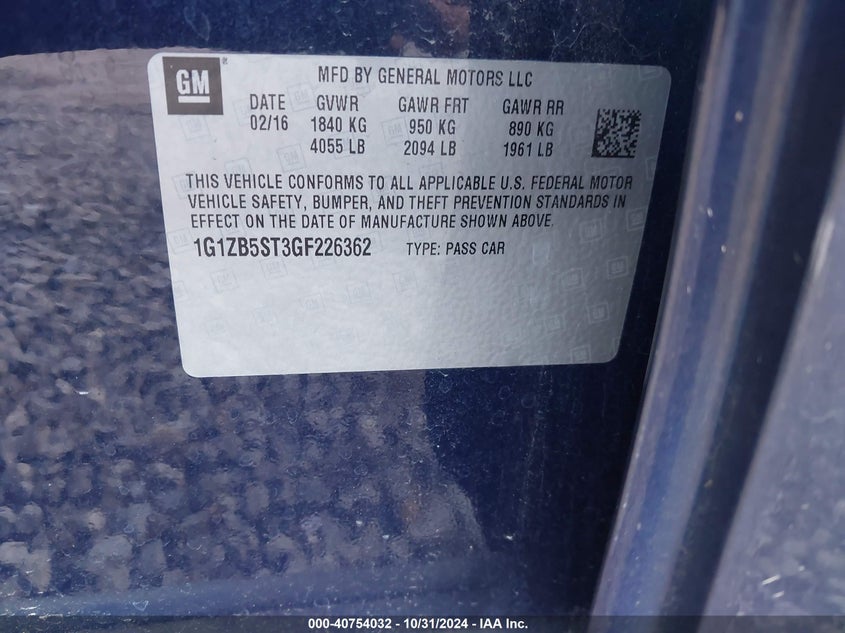 GM ®
MFD BY GENERAL MOTORS LLC
DATE GVWR GAWR FRT GAWR RR
02/16 1840 KG 950 KG 890 KG
4055 LB 2094 LB 1961 LB
THIS VEHICLE CONFORMS TO ALL APPLICABLE U.S. FEDERAL MOTOR
VEHICLE SAFETY, BUMPER, AND THEFT PREVENTION STANDARDS IN
EFFECT ON THE DATE OF MANUFACTURE SHOWN ABOVE.
1G1ZB5ST3GF226362 TYPE: PASS CAR
000-40754032 - 10/31/2024 - IAA Inc.